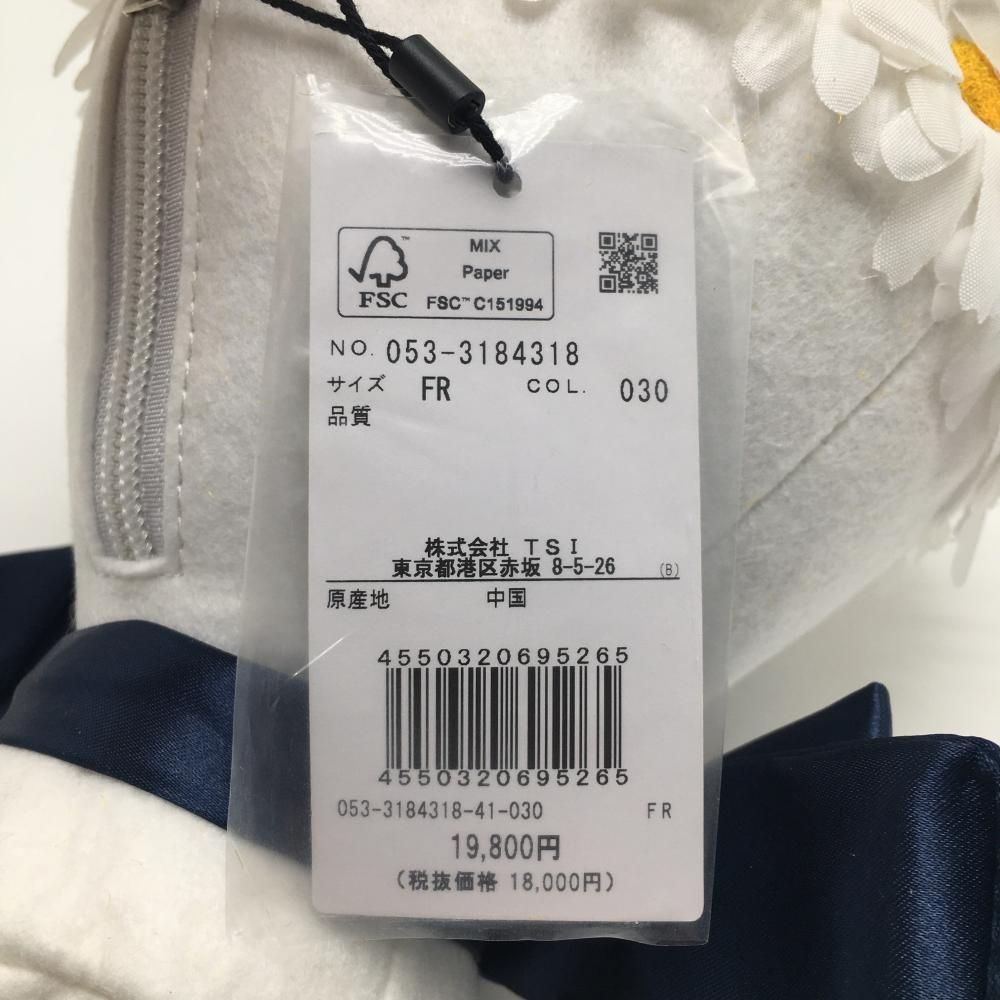 MIX
Paper
FSC™
FSC™ C151994
NO. 053-3184318
サイズ FR COL. 030
品質
株式会社 TSI
東京都港区赤坂 8-5-26 (B)
原産地 中国
4550320695265
4550320695265
053-3184318-41-030 FR
19,800円
(税抜価格 18,000円)